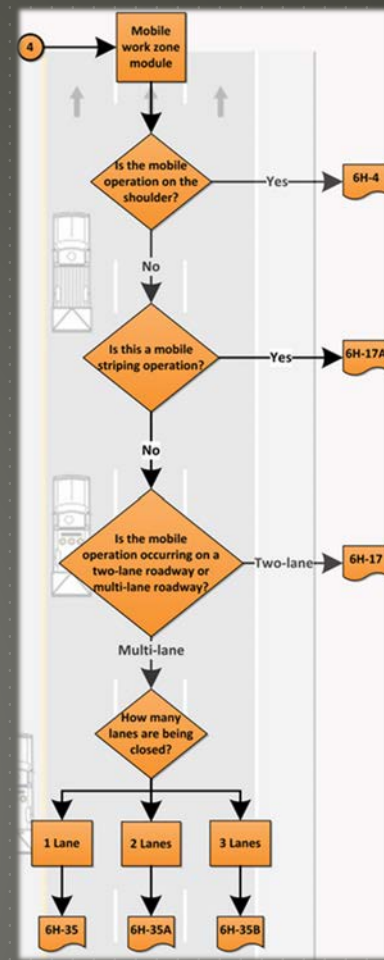 4
Mobile
work zone
module
Is the mobile
operation on the
shoulder?
Yes
6H-4
No
Is this a mobile
striping operation?
Yes
6H-17A
No
Is the mobile
operation occurring on a
two-lane roadway or
multi-lane roadway?
Two-lane
6H-17
Multi-lane
How many
lanes are being
closed?
1 Lane
2 Lanes
3 Lanes
6H-35
6H-35A
6H-35B